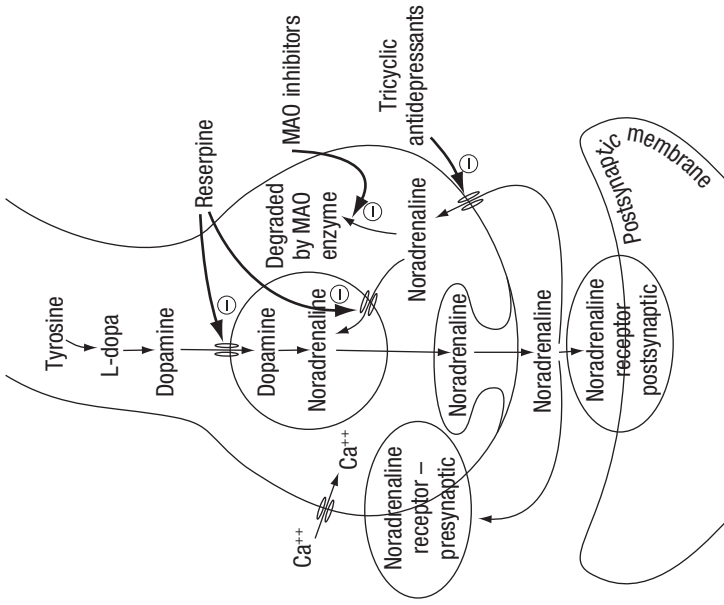 Tyrosine
L-dopa
Dopamine
Reserpine
MAO inhibitors
Tricyclic
antidepressants
Degraded
by MAO
enzyme
−
−
−
−
Dopamine
Noradrenaline
Noradrenaline
Ca++
Ca++
Noradrenaline
receptor –
presynaptic
Noradrenaline
Noradrenaline
Noradrenaline
receptor
postsynaptic
Postsynaptic membrane